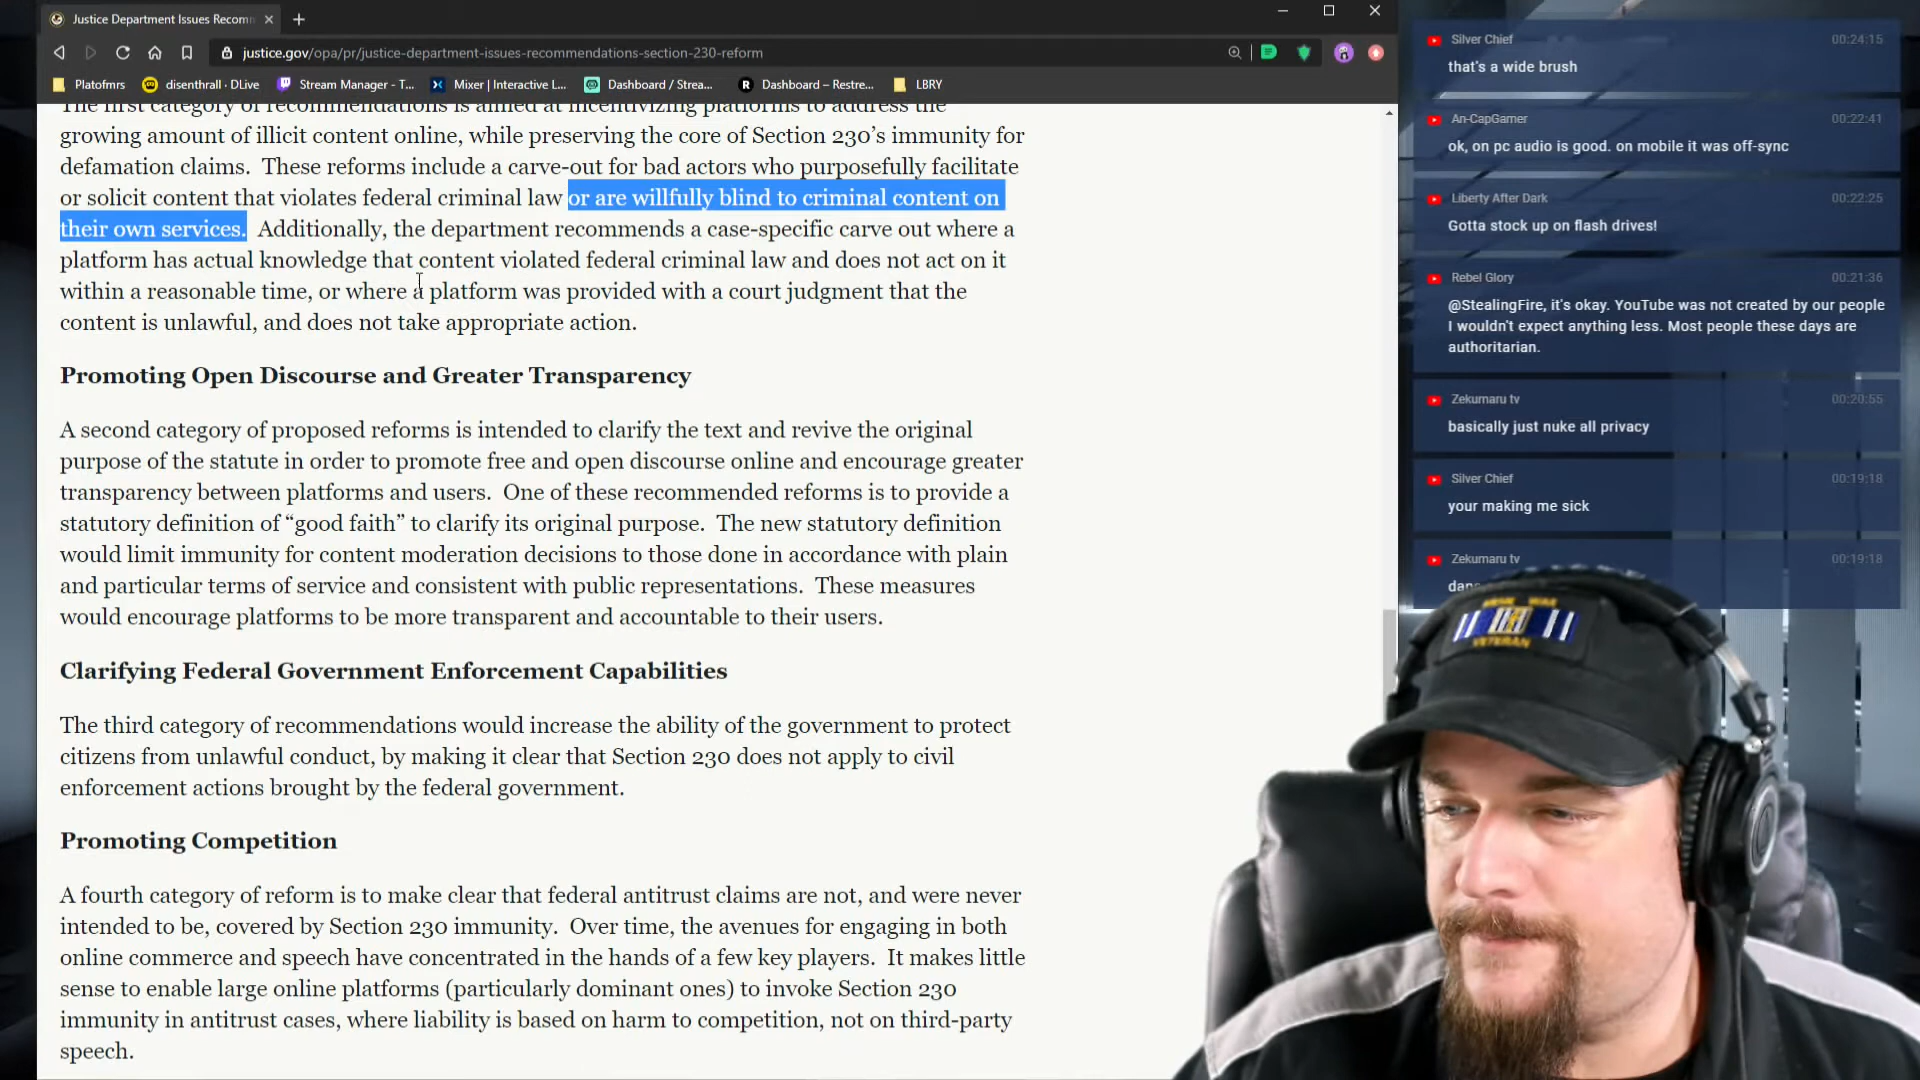 Justice Department Issues Recomm
justice.gov/opa/pr/justice-department-issues-recommendations-section-230-reform
Platofmrs
disenthrall · DLive
Stream Manager - T...
Mixer | Interactive L...
Dashboard / Strea...
Dashboard – Restre...
LBRY
The first category of recommendations is aimed at incentivizing platforms to address the
growing amount of illicit content online, while preserving the core of Section 230’s immunity for
defamation claims.  These reforms include a carve-out for bad actors who purposefully facilitate
or solicit content that violates federal criminal law or are willfully blind to criminal content on
their own services.  Additionally, the department recommends a case-specific carve out where a
platform has actual knowledge that content violated federal criminal law and does not act on it
within a reasonable time, or where a platform was provided with a court judgment that the
content is unlawful, and does not take appropriate action.
Promoting Open Discourse and Greater Transparency
A second category of proposed reforms is intended to clarify the text and revive the original
purpose of the statute in order to promote free and open discourse online and encourage greater
transparency between platforms and users.  One of these recommended reforms is to provide a
statutory definition of “good faith” to clarify its original purpose.  The new statutory definition
would limit immunity for content moderation decisions to those done in accordance with plain
and particular terms of service and consistent with public representations.  These measures
would encourage platforms to be more transparent and accountable to their users.
Clarifying Federal Government Enforcement Capabilities
The third category of recommendations would increase the ability of the government to protect
citizens from unlawful conduct, by making it clear that Section 230 does not apply to civil
enforcement actions brought by the federal government.
Promoting Competition
A fourth category of reform is to make clear that federal antitrust claims are not, and were never
intended to be, covered by Section 230 immunity.  Over time, the avenues for engaging in both
online commerce and speech have concentrated in the hands of a few key players.  It makes little
sense to enable large online platforms (particularly dominant ones) to invoke Section 230
immunity in antitrust cases, where liability is based on harm to competition, not on third-party
speech.
Silver Chief 00:24:15
that's a wide brush
An-CapGamer 00:22:41
ok, on pc audio is good. on mobile it was off-sync
Liberty After Dark 00:22:25
Gotta stock up on flash drives!
Rebel Glory 00:21:36
@StealingFire, it's okay. YouTube was not created by our people
I wouldn't expect anything less. Most people these days are
authoritarian.
Zekumaru tv 00:20:55
basically just nuke all privacy
Silver Chief 00:19:18
your making me sick
Zekumaru tv 00:19:18
VETERAN